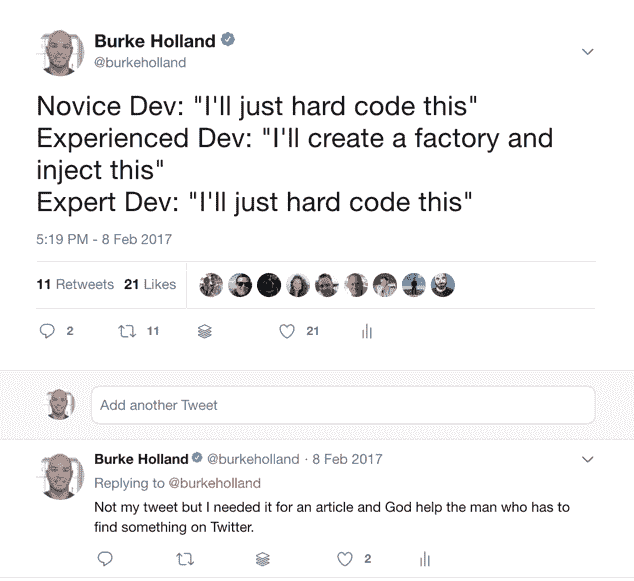 Burke Holland
@burkeholland
Novice Dev: "I'll just hard code this"
Experienced Dev: "I'll create a factory and
inject this"
Expert Dev: "I'll just hard code this"
5:19 PM - 8 Feb 2017
11 Retweets 21 Likes
2 11 21
Add another Tweet
Burke Holland @burkeholland · 8 Feb 2017
Replying to @burkeholland
Not my tweet but I needed it for an article and God help the man who has to
find something on Twitter.
2